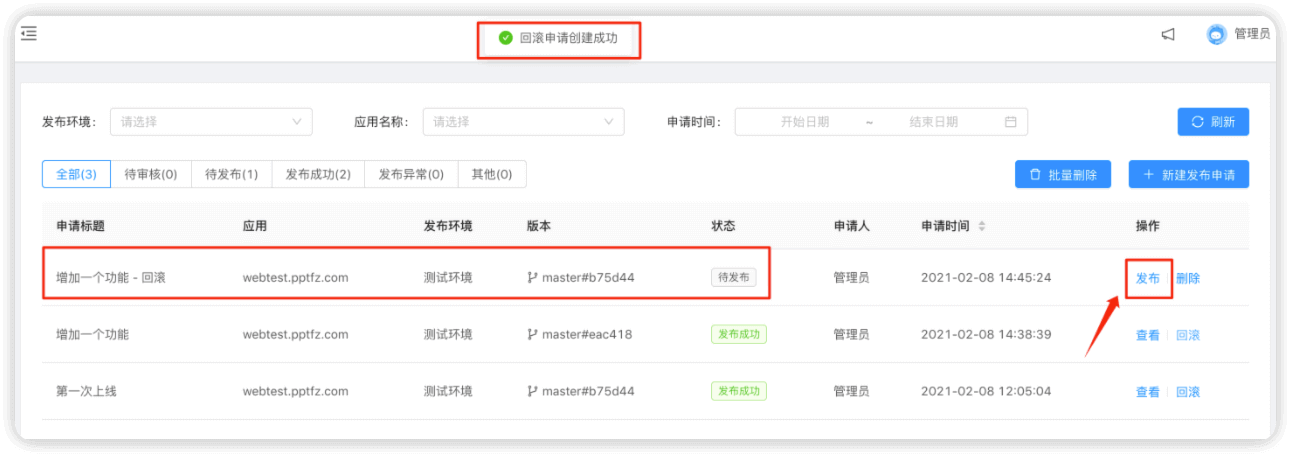 回滚申请创建成功
管理员
发布环境： 请选择 应用名称： 请选择 申请时间： 开始日期 ~ 结束日期 刷新
全部(3) 待审核(0) 待发布(1) 发布成功(2) 发布异常(0) 其他(0) 批量删除 + 新建发布申请
申请标题 应用 发布环境 版本 状态 申请人 申请时间 操作
增加一个功能 - 回滚 webtest.pptfz.com 测试环境 master#b75d44 待发布 管理员 2021-02-08 14:45:24 发布 删除
增加一个功能 webtest.pptfz.com 测试环境 master#eac418 发布成功 管理员 2021-02-08 14:38:39 查看 回滚
第一次上线 webtest.pptfz.com 测试环境 master#b75d44 发布成功 管理员 2021-02-08 12:05:04 查看 回滚